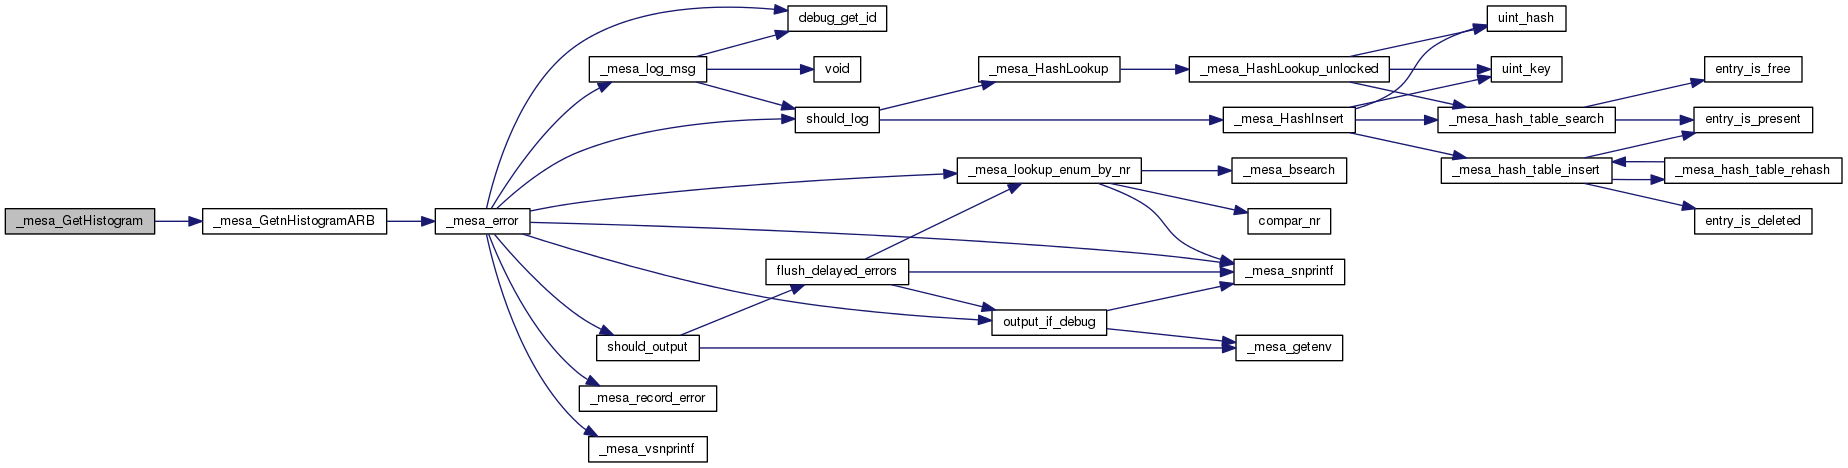 _mesa_GetHistogram
_mesa_GetnHistogramARB
_mesa_error
debug_get_id
_mesa_log_msg
void
should_log
_mesa_HashLookup
_mesa_HashLookup_unlocked
_mesa_HashInsert
uint_hash
uint_key
_mesa_hash_table_search
entry_is_free
entry_is_present
_mesa_hash_table_insert
_mesa_hash_table_rehash
entry_is_deleted
_mesa_lookup_enum_by_nr
_mesa_bsearch
compar_nr
flush_delayed_errors
_mesa_snprintf
output_if_debug
should_output
_mesa_getenv
_mesa_record_error
_mesa_vsnprintf